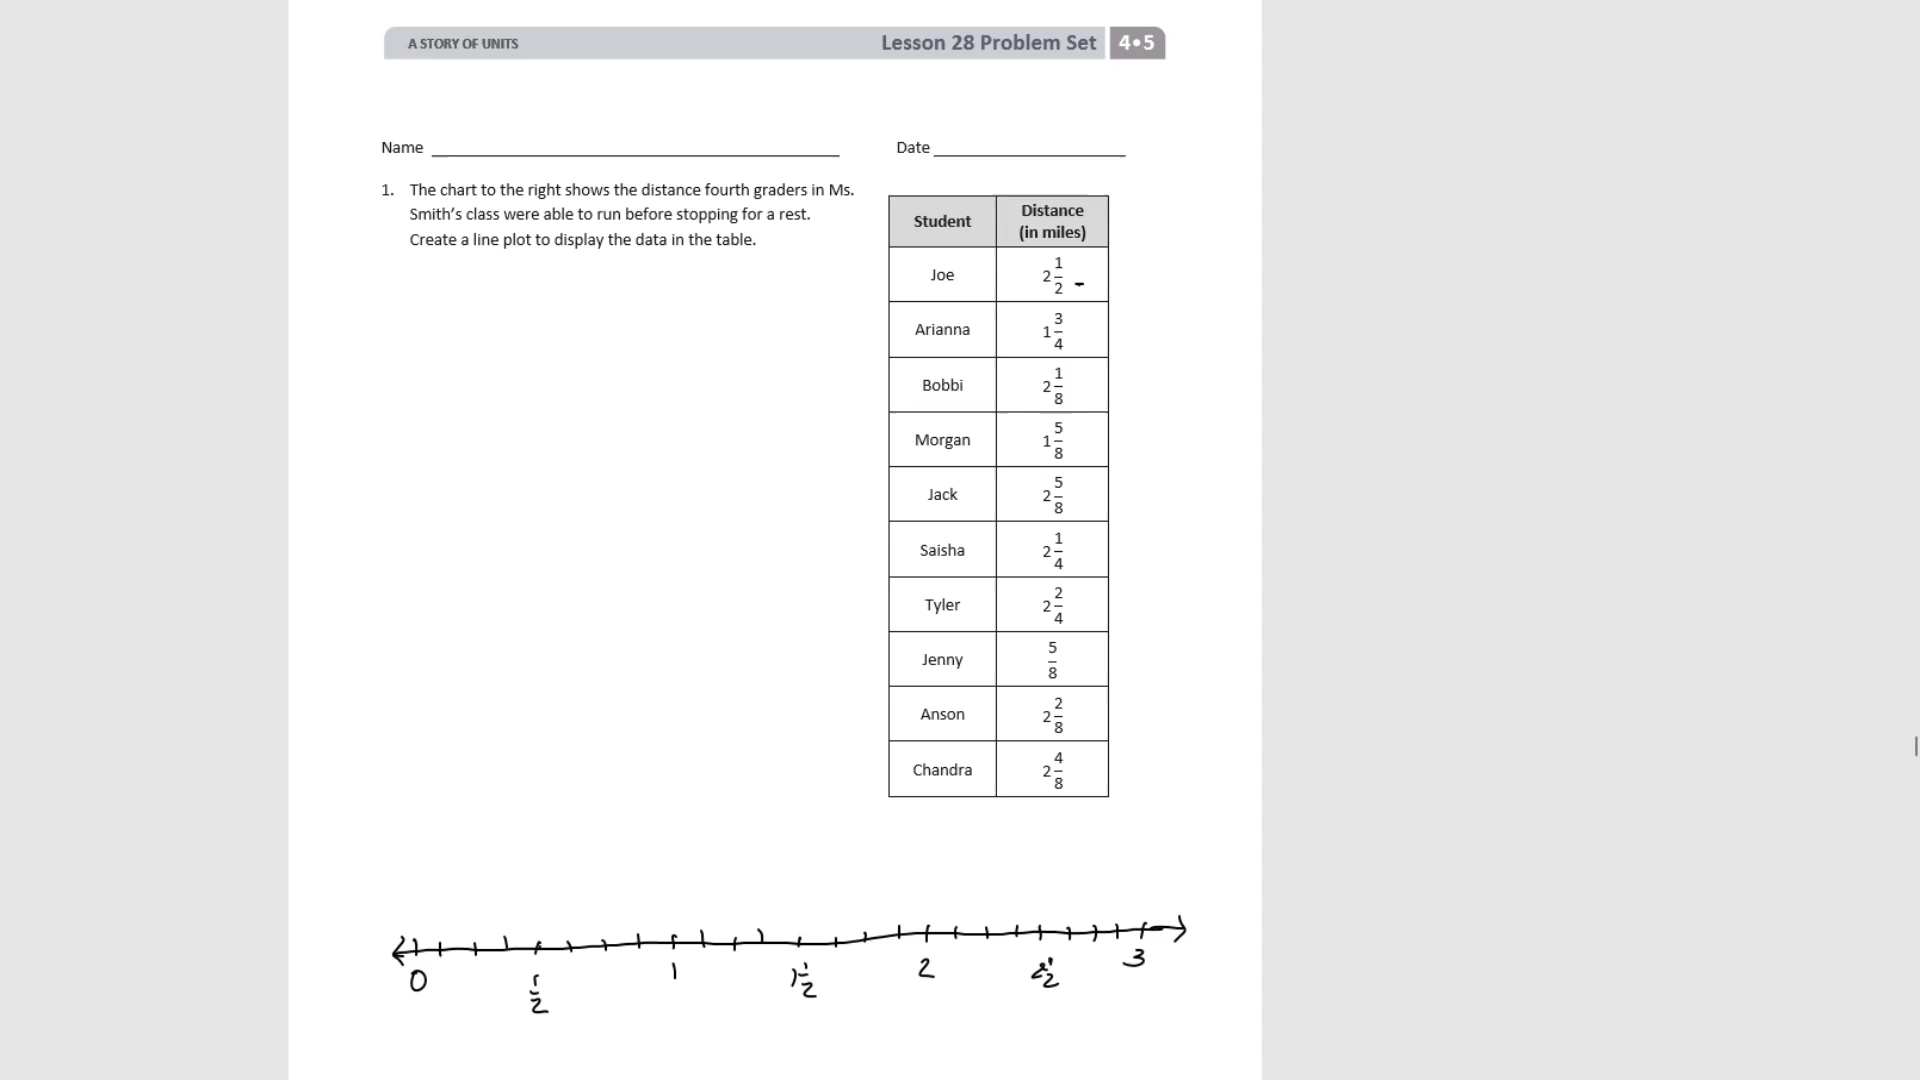 A STORY OF UNITS
Lesson 28 Problem Set 4•5
Name
Date
1. The chart to the right shows the distance fourth graders in Ms.
Smith’s class were able to run before stopping for a rest.
Create a line plot to display the data in the table.
Student Distance
(in miles)
Joe 2 1/2
Arianna 1 3/4
Bobbi 2 1/8
Morgan 1 5/8
Jack 2 5/8
Saisha 2 1/4
Tyler 2 2/4
Jenny 5/8
Anson 2 2/8
Chandra 2 4/8
0 1/2 1 1 1/2 2 2 1/2 3